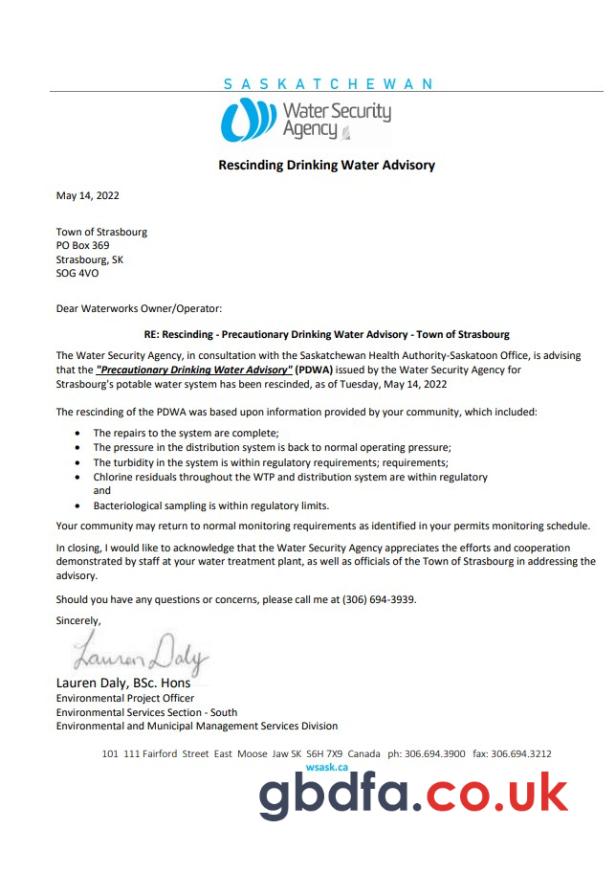 SASKATCHEWAN
Water Security
Agency
Rescinding Drinking Water Advisory
May 14, 2022
Town of Strasbourg
PO Box 369
Strasbourg, SK
SOG 4VO
Dear Waterworks Owner/Operator:
RE: Rescinding - Precautionary Drinking Water Advisory - Town of Strasbourg
The Water Security Agency, in consultation with the Saskatchewan Health Authority-Saskatoon Office, is advising
that the "Precautionary Drinking Water Advisory" (PDWA) issued by the Water Security Agency for
Strasbourg's potable water system has been rescinded, as of Tuesday, May 14, 2022
The rescinding of the PDWA was based upon information provided by your community, which included:
• The repairs to the system are complete;
• The pressure in the distribution system is back to normal operating pressure;
• The turbidity in the system is within regulatory requirements; requirements;
• Chlorine residuals throughout the WTP and distribution system are within regulatory
and
• Bacteriological sampling is within regulatory limits.
Your community may return to normal monitoring requirements as identified in your permits monitoring schedule.
In closing, I would like to acknowledge that the Water Security Agency appreciates the efforts and cooperation
demonstrated by staff at your water treatment plant, as well as officials of the Town of Strasbourg in addressing the
advisory.
Should you have any questions or concerns, please call me at (306) 694-3939.
Sincerely,
Lauren Daly
Lauren Daly, BSc. Hons
Environmental Project Officer
Environmental Services Section - South
Environmental and Municipal Management Services Division
101 111 Fairford Street East Moose Jaw SK S6H 7X9 Canada ph: 306.694.3900 fax: 306.694.3212
wsask.ca
gbdfa.co.uk